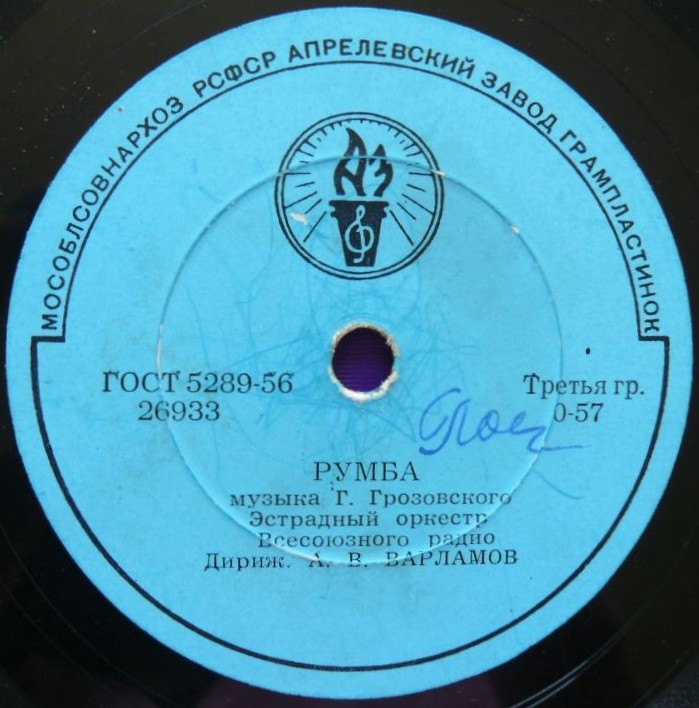 МОСОБЛСОВНАРХОЗ РСФСР АПРЕЛЕВСКИЙ ЗАВОД ГРАМПЛАСТИНОК
АЗ
ГОСТ 5289-56
26933
Третья гр.
0-57
РУМБА
музыка Г. Грозовского
Эстрадный оркестр
Всесоюзного радио
Дириж. А. В. ВАРЛАМОВ